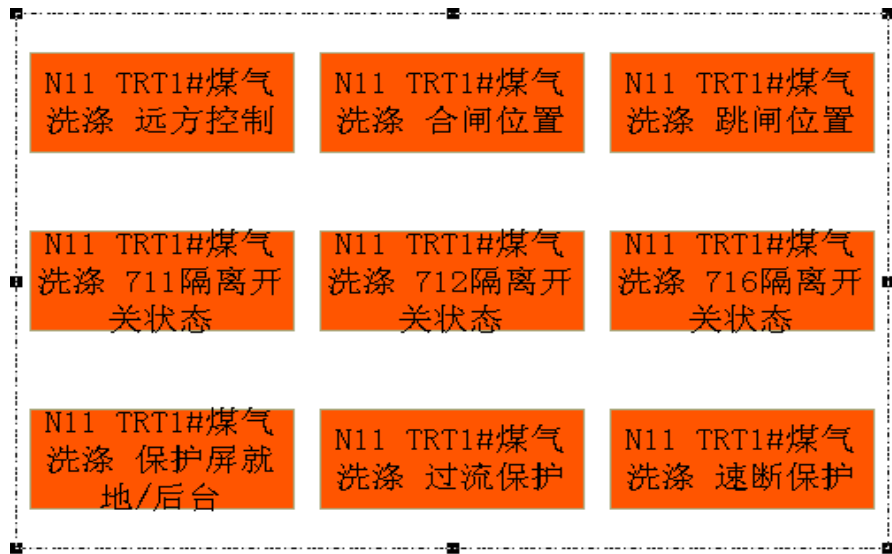 N11 TRT1#煤气
洗涤 远方控制
N11 TRT1#煤气
洗涤 合闸位置
N11 TRT1#煤气
洗涤 跳闸位置
N11 TRT1#煤气
洗涤 711隔离开
关状态
N11 TRT1#煤气
洗涤 712隔离开
关状态
N11 TRT1#煤气
洗涤 716隔离开
关状态
N11 TRT1#煤气
洗涤 保护屏就
地/后台
N11 TRT1#煤气
洗涤 过流保护
N11 TRT1#煤气
洗涤 速断保护